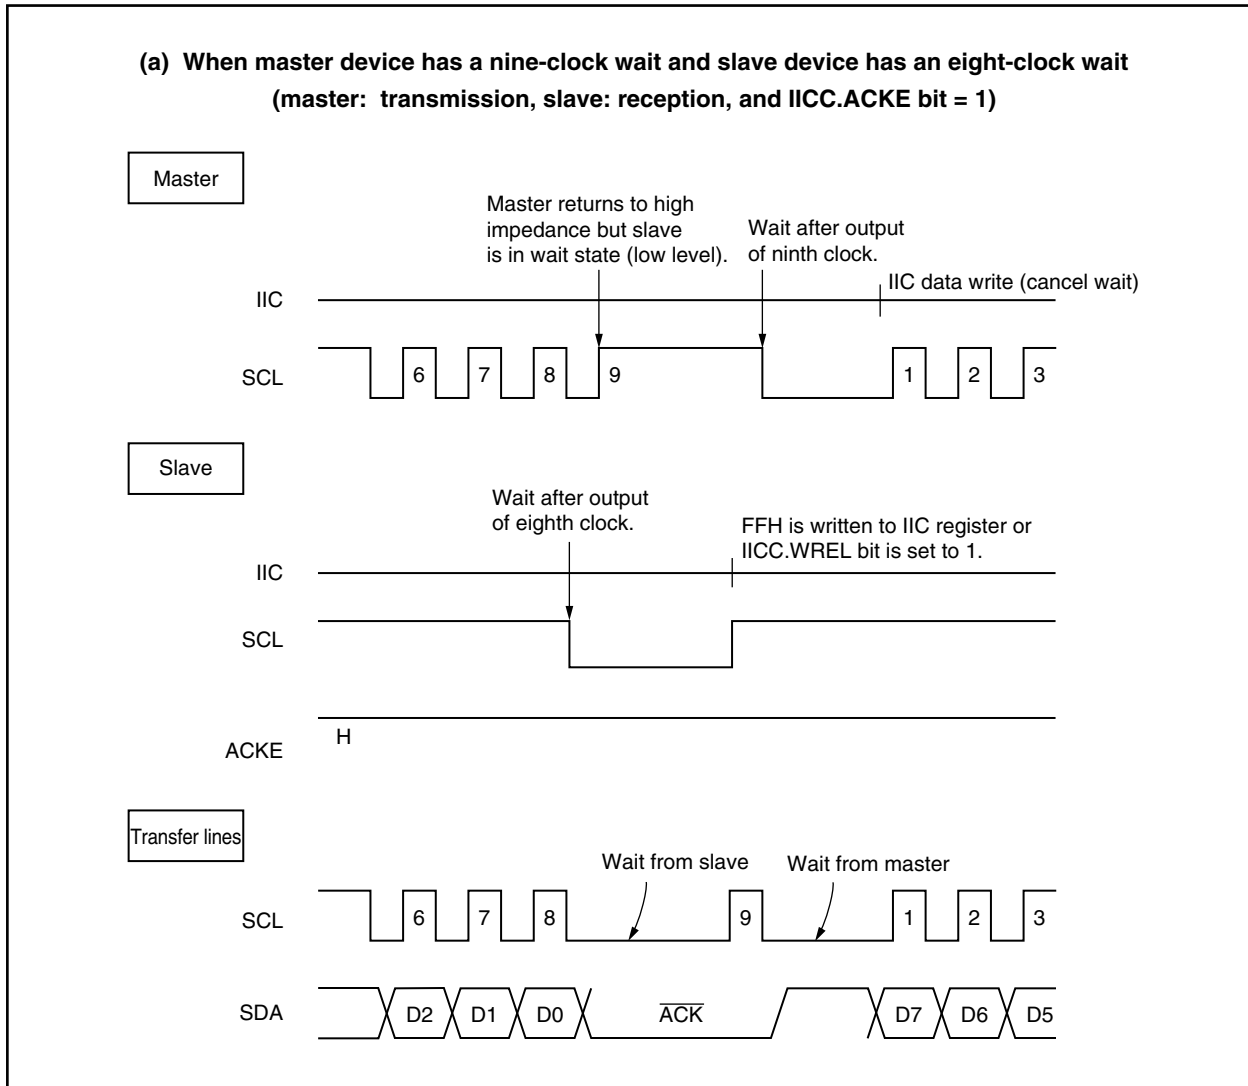 (a) When master device has a nine-clock wait and slave device has an eight-clock wait
(master: transmission, slave: reception, and IICC.ACKE bit = 1)
Master
Master returns to high
impedance but slave
is in wait state (low level).
Wait after output
of ninth clock.
IIC data write (cancel wait)
IIC
SCL
6 7 8 9 1 2 3
Slave
Wait after output
of eighth clock.
FFH is written to IIC register or
IICC.WREL bit is set to 1.
IIC
SCL
H
ACKE
Transfer lines
Wait from slave
Wait from master
SCL
6 7 8 9 1 2 3
SDA
D2 D1 D0 ACK D7 D6 D5